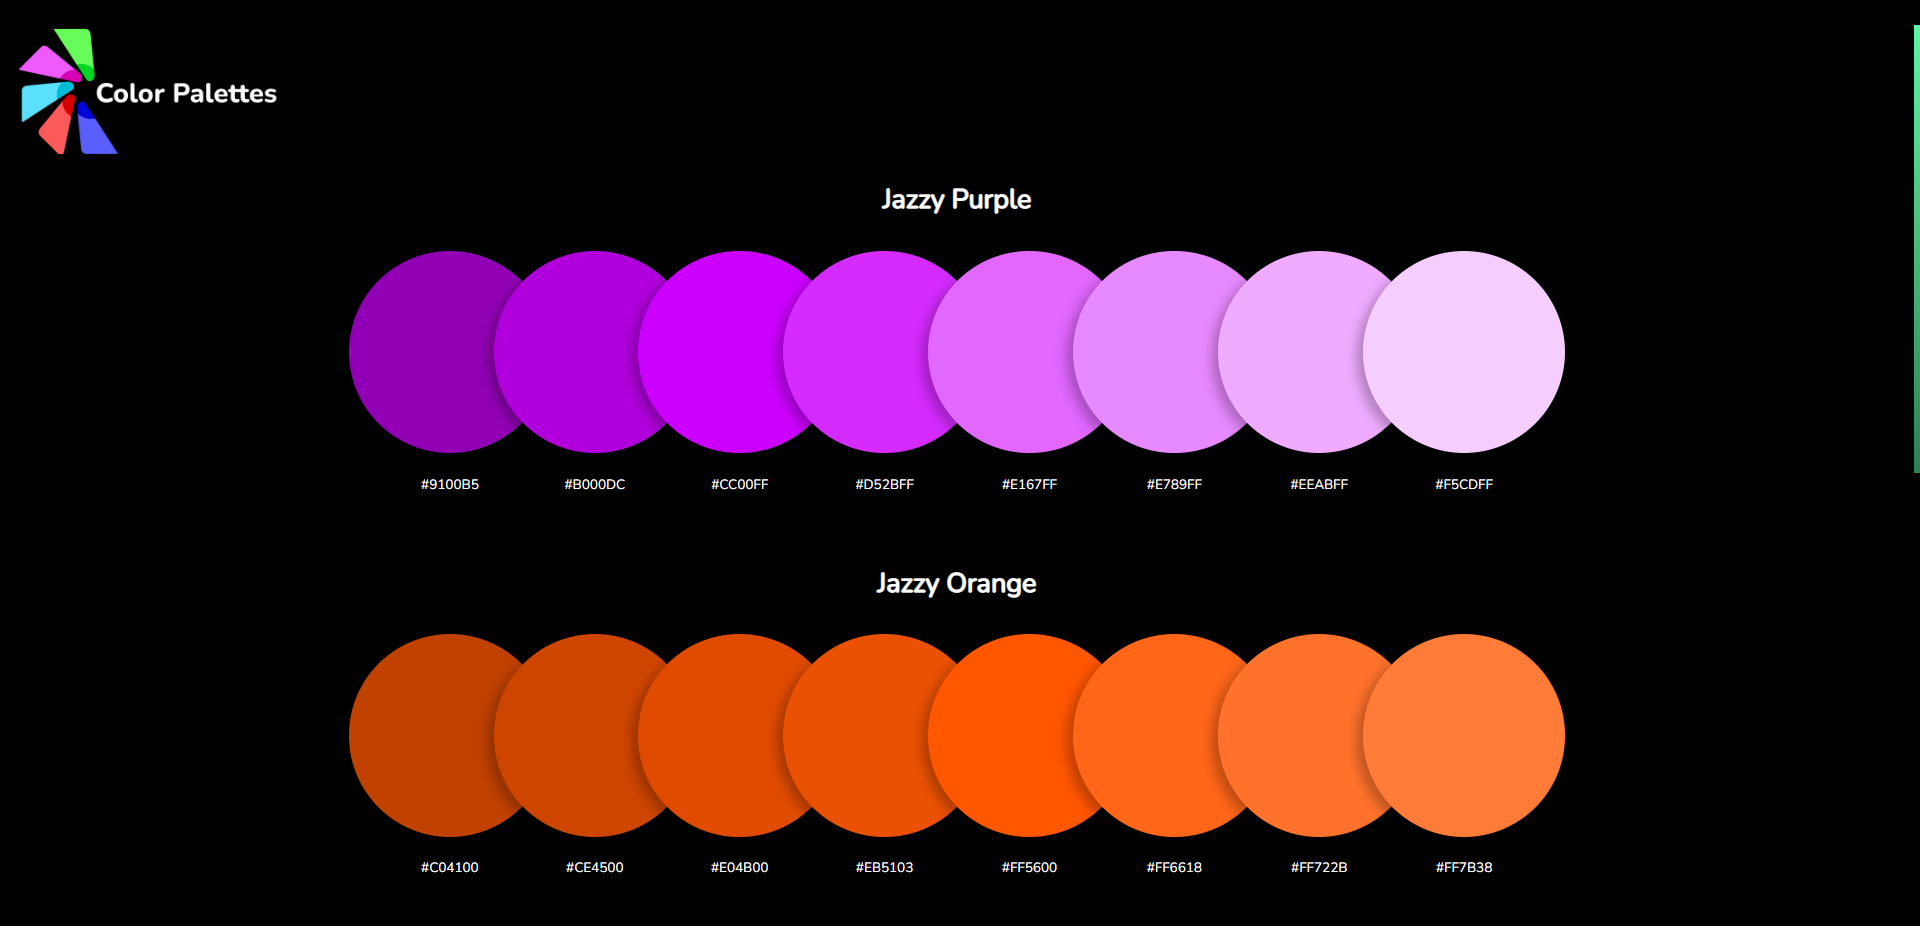 Color Palettes
Jazzy Purple
#9100B5 #B000DC #CC00FF #D52BFF #E167FF #E789FF #EEABFF #F5CDFF
Jazzy Orange
#C04100 #CE4500 #E04B00 #EB5103 #FF5600 #FF6618 #FF722B #FF7B38